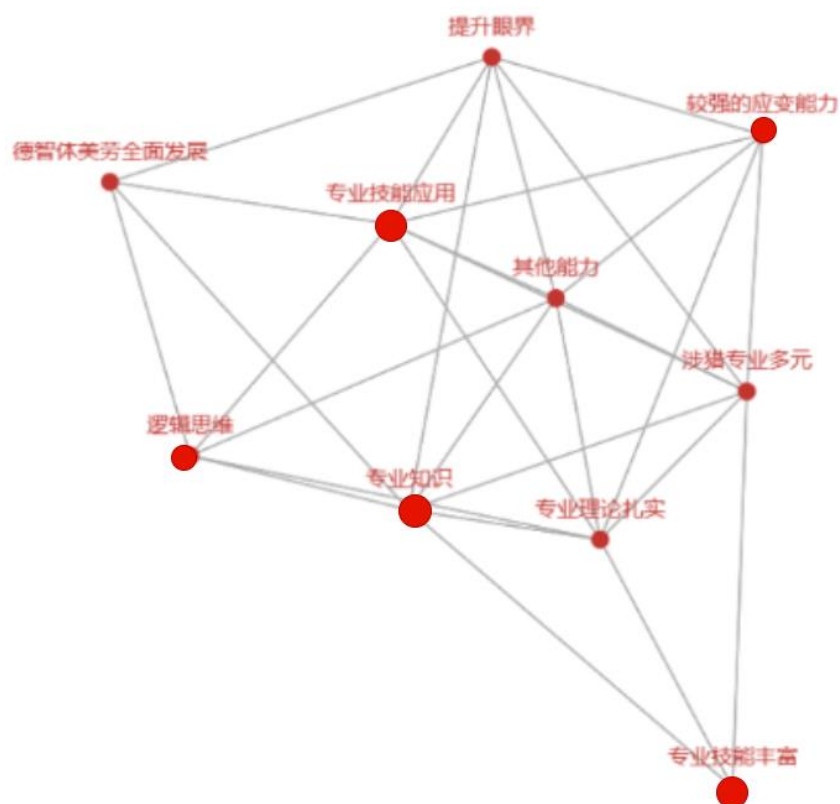 提升眼界
较强的应变能力
德智体美劳全面发展
专业技能应用
其他能力
涉猎专业多元
逻辑思维
专业知识
专业理论扎实
专业技能丰富